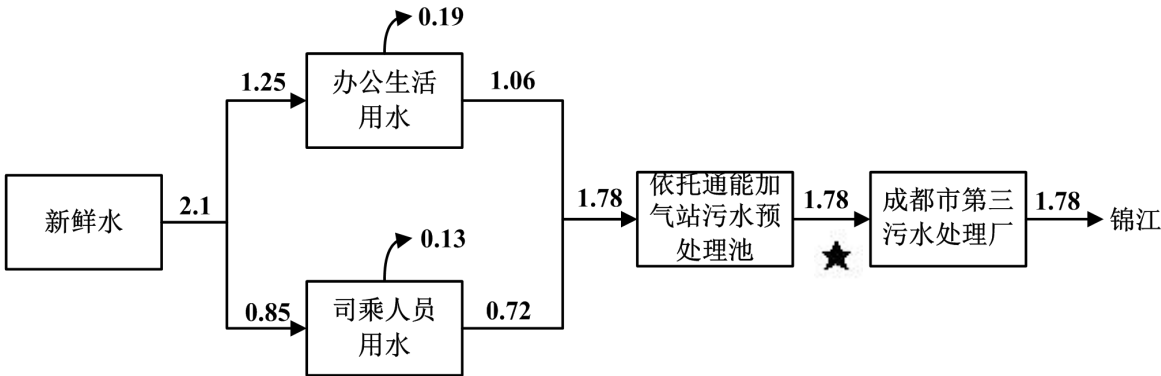 新鲜水
2.1
1.25
0.19
办公生活
用水
1.06
0.85
0.13
司乘人员
用水
0.72
1.78
依托通能加
气站污水预
处理池
1.78
成都市第三
污水处理厂
1.78
锦江